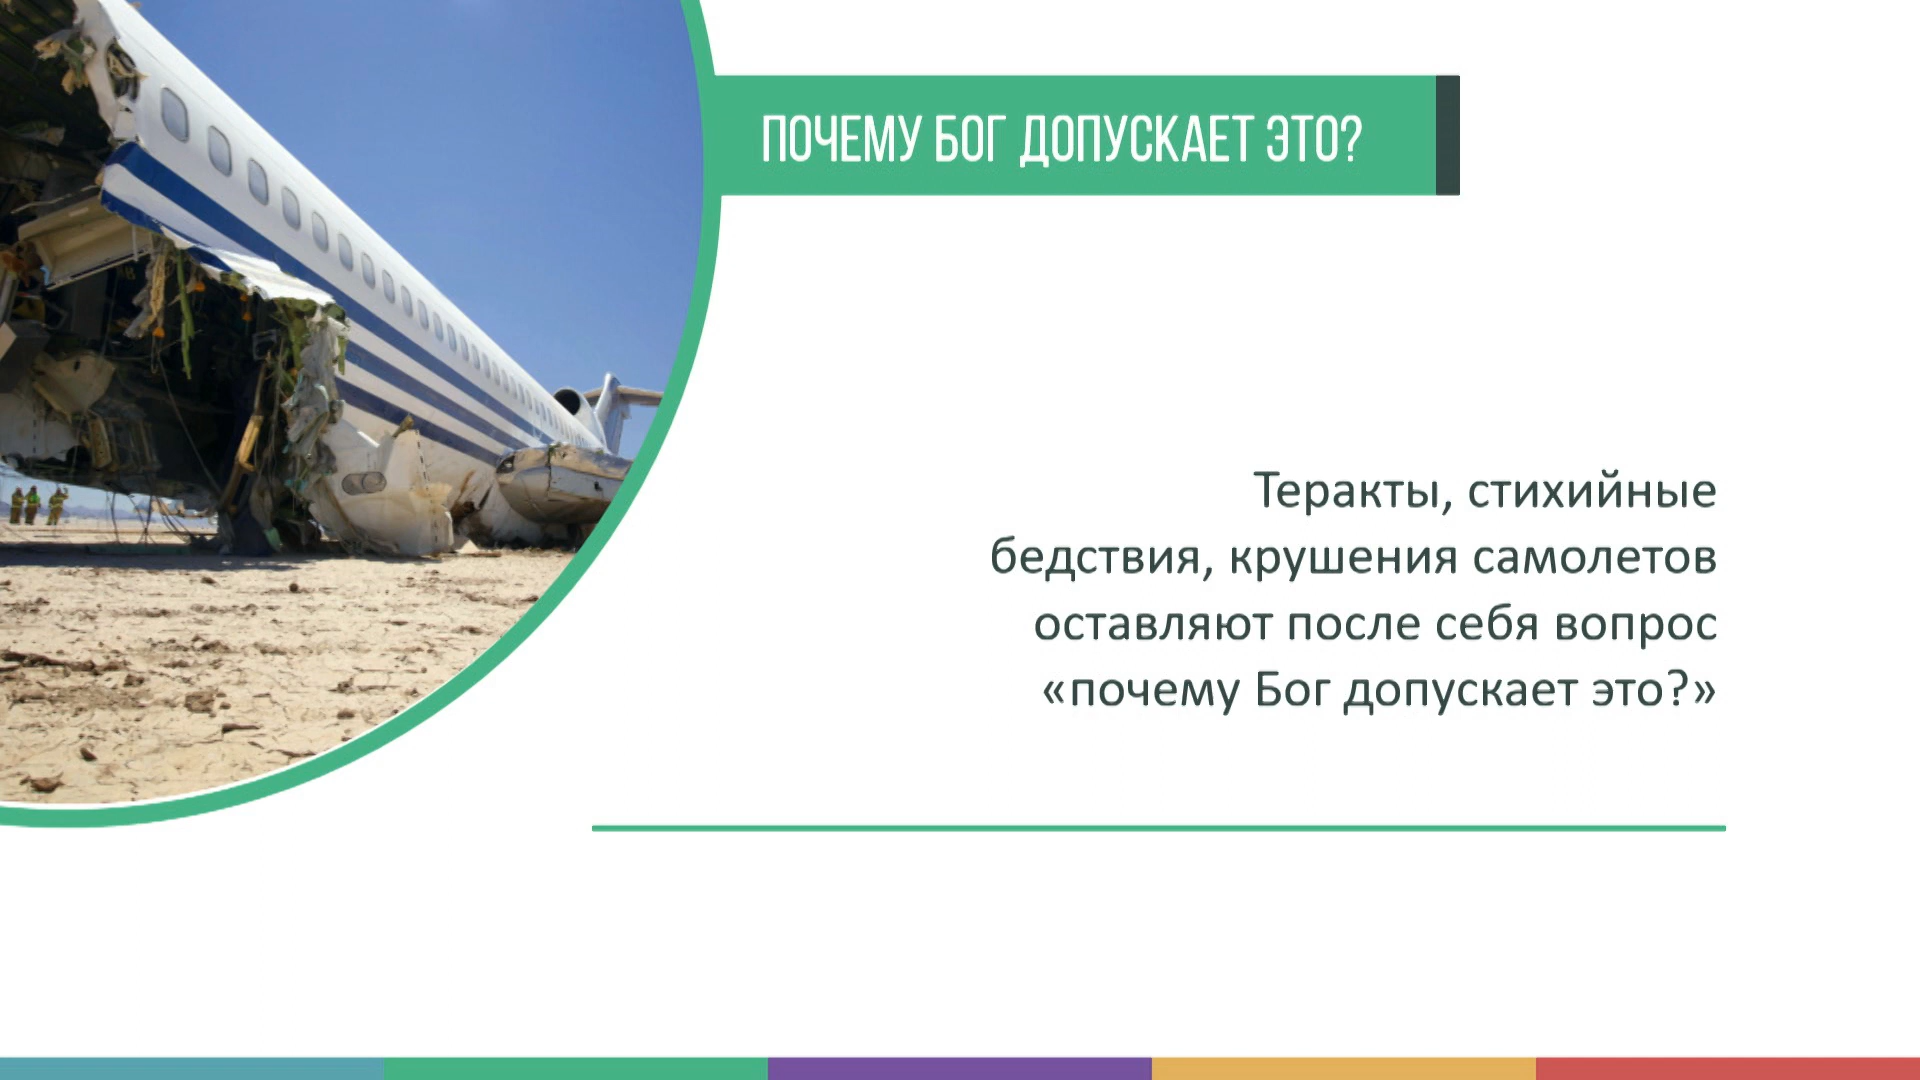 ПОЧЕМУ БОГ ДОПУСКАЕТ ЭТО?
Теракты, стихийные
бедствия, крушения самолетов
оставляют после себя вопрос
«почему Бог допускает это?»